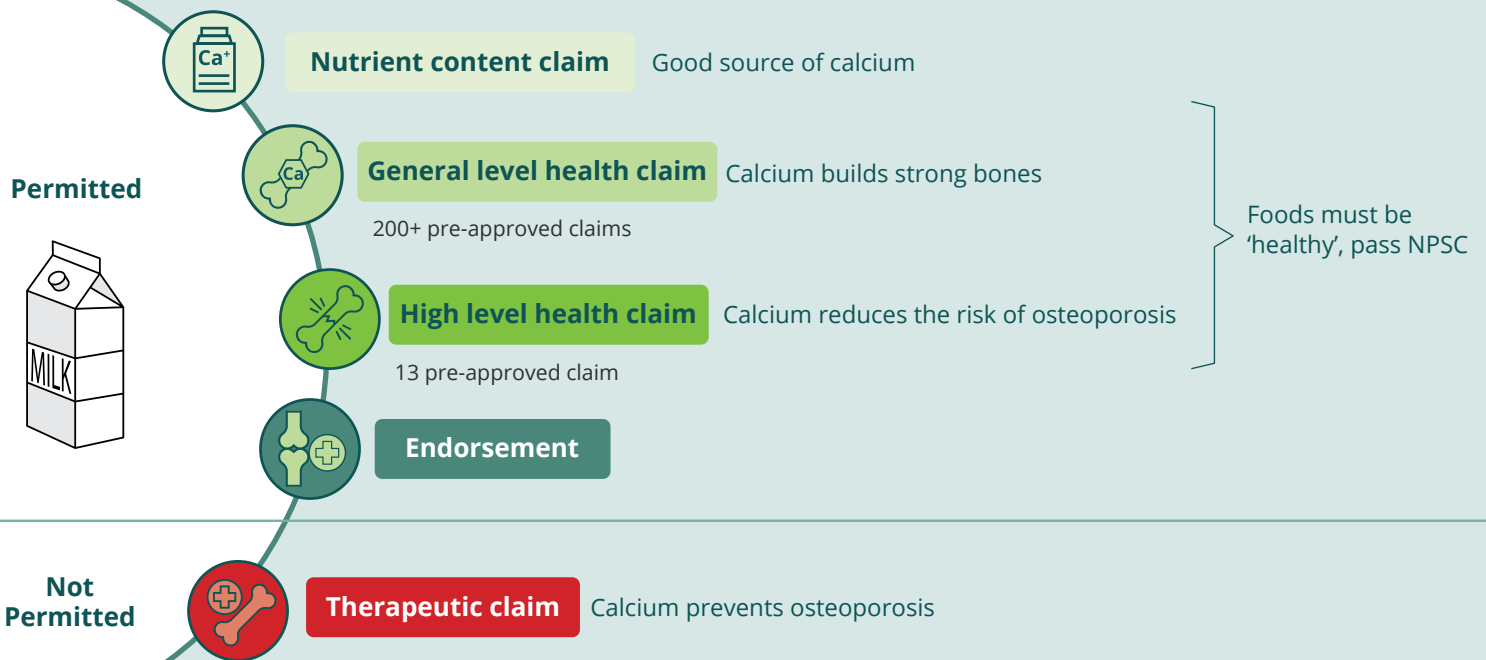 Ca⁺
Nutrient content claim
Good source of calcium
Permitted
Ca
General level health claim
Calcium builds strong bones
200+ pre-approved claims
Foods must be
‘healthy’, pass NPSC
High level health claim
Calcium reduces the risk of osteoporosis
13 pre-approved claim
MILK
Endorsement
Not
Permitted
Therapeutic claim
Calcium prevents osteoporosis